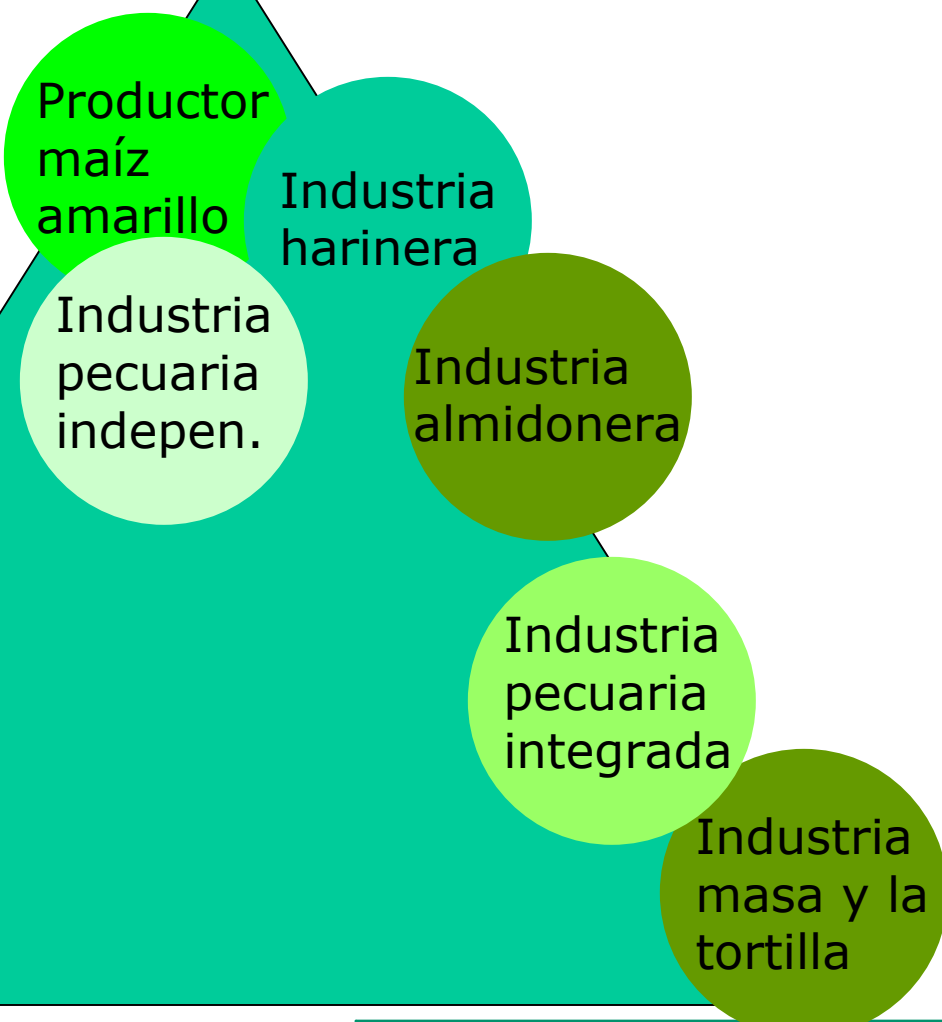 Productor
maíz
amarillo
Industria
harinera
Industria
pecuaria
indepen.
Industria
almidonera
Industria
pecuaria
integrada
Industria
masa y la
tortilla